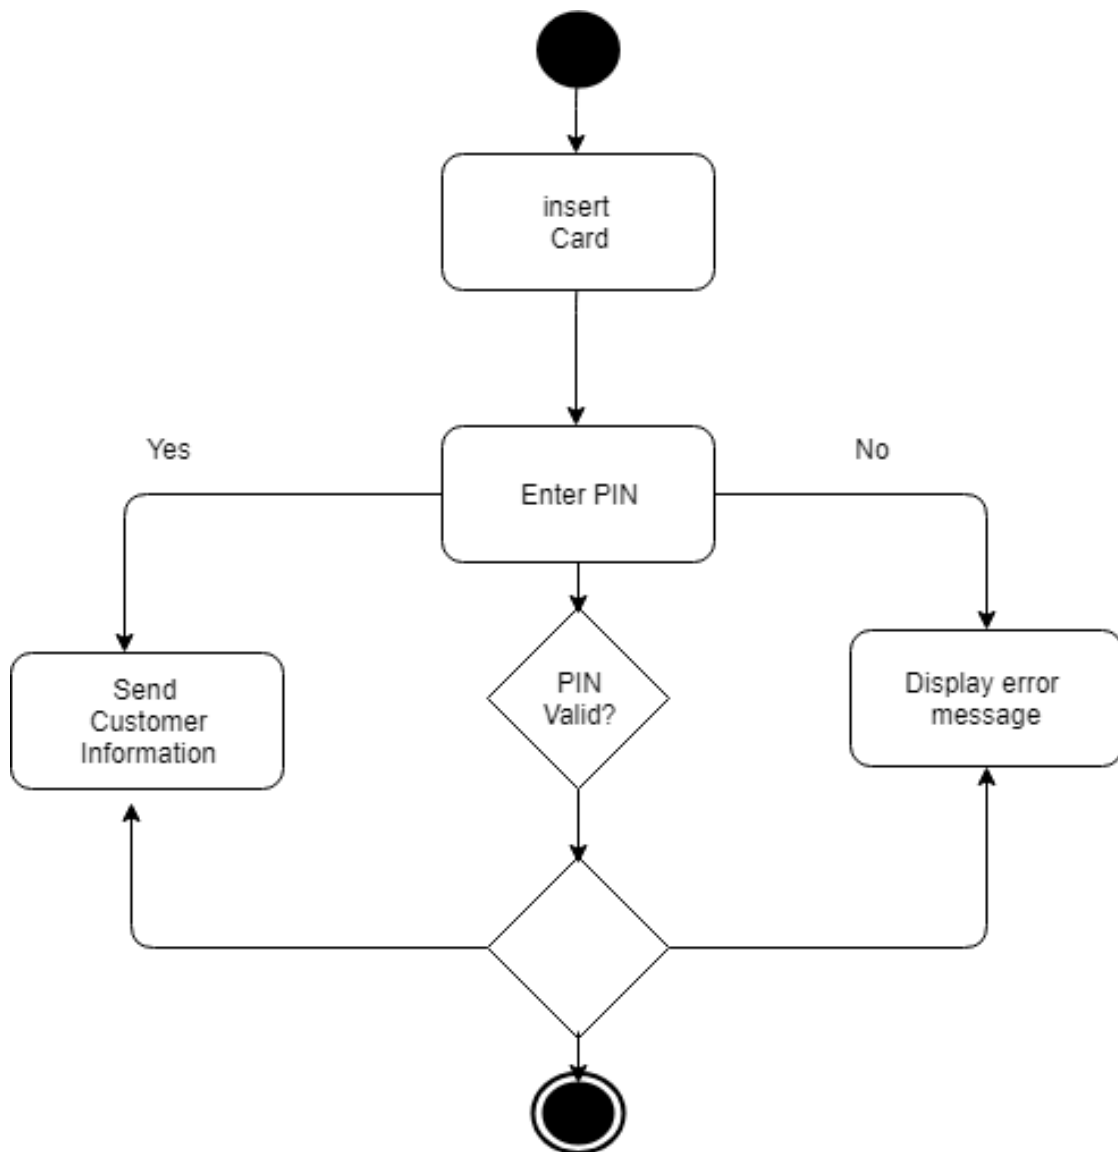 insert
Card
Yes
No
Enter PIN
Send
Customer
Information
PIN
Valid?
Display error
message